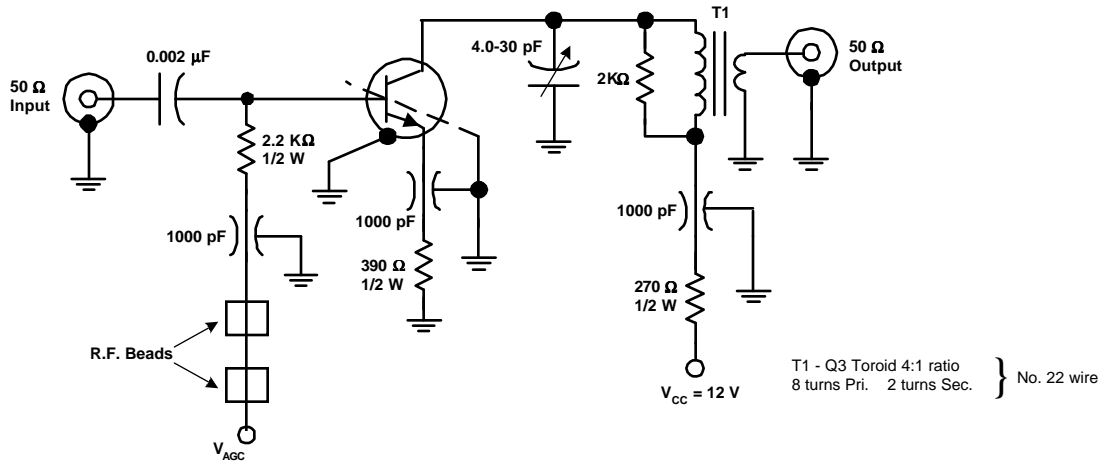 T1
4.0-30 pF
50 Ω
Output
0.002 µF
50 Ω
Input
2KΩ
2.2 KΩ
1/2 W
1000 pF
1000 pF
1000 pF
390 Ω
1/2 W
270 Ω
1/2 W
R.F. Beads
VCC = 12 V
T1 - Q3 Toroid 4:1 ratio
8 turns Pri. 2 turns Sec.
} No. 22 wire
VAGC